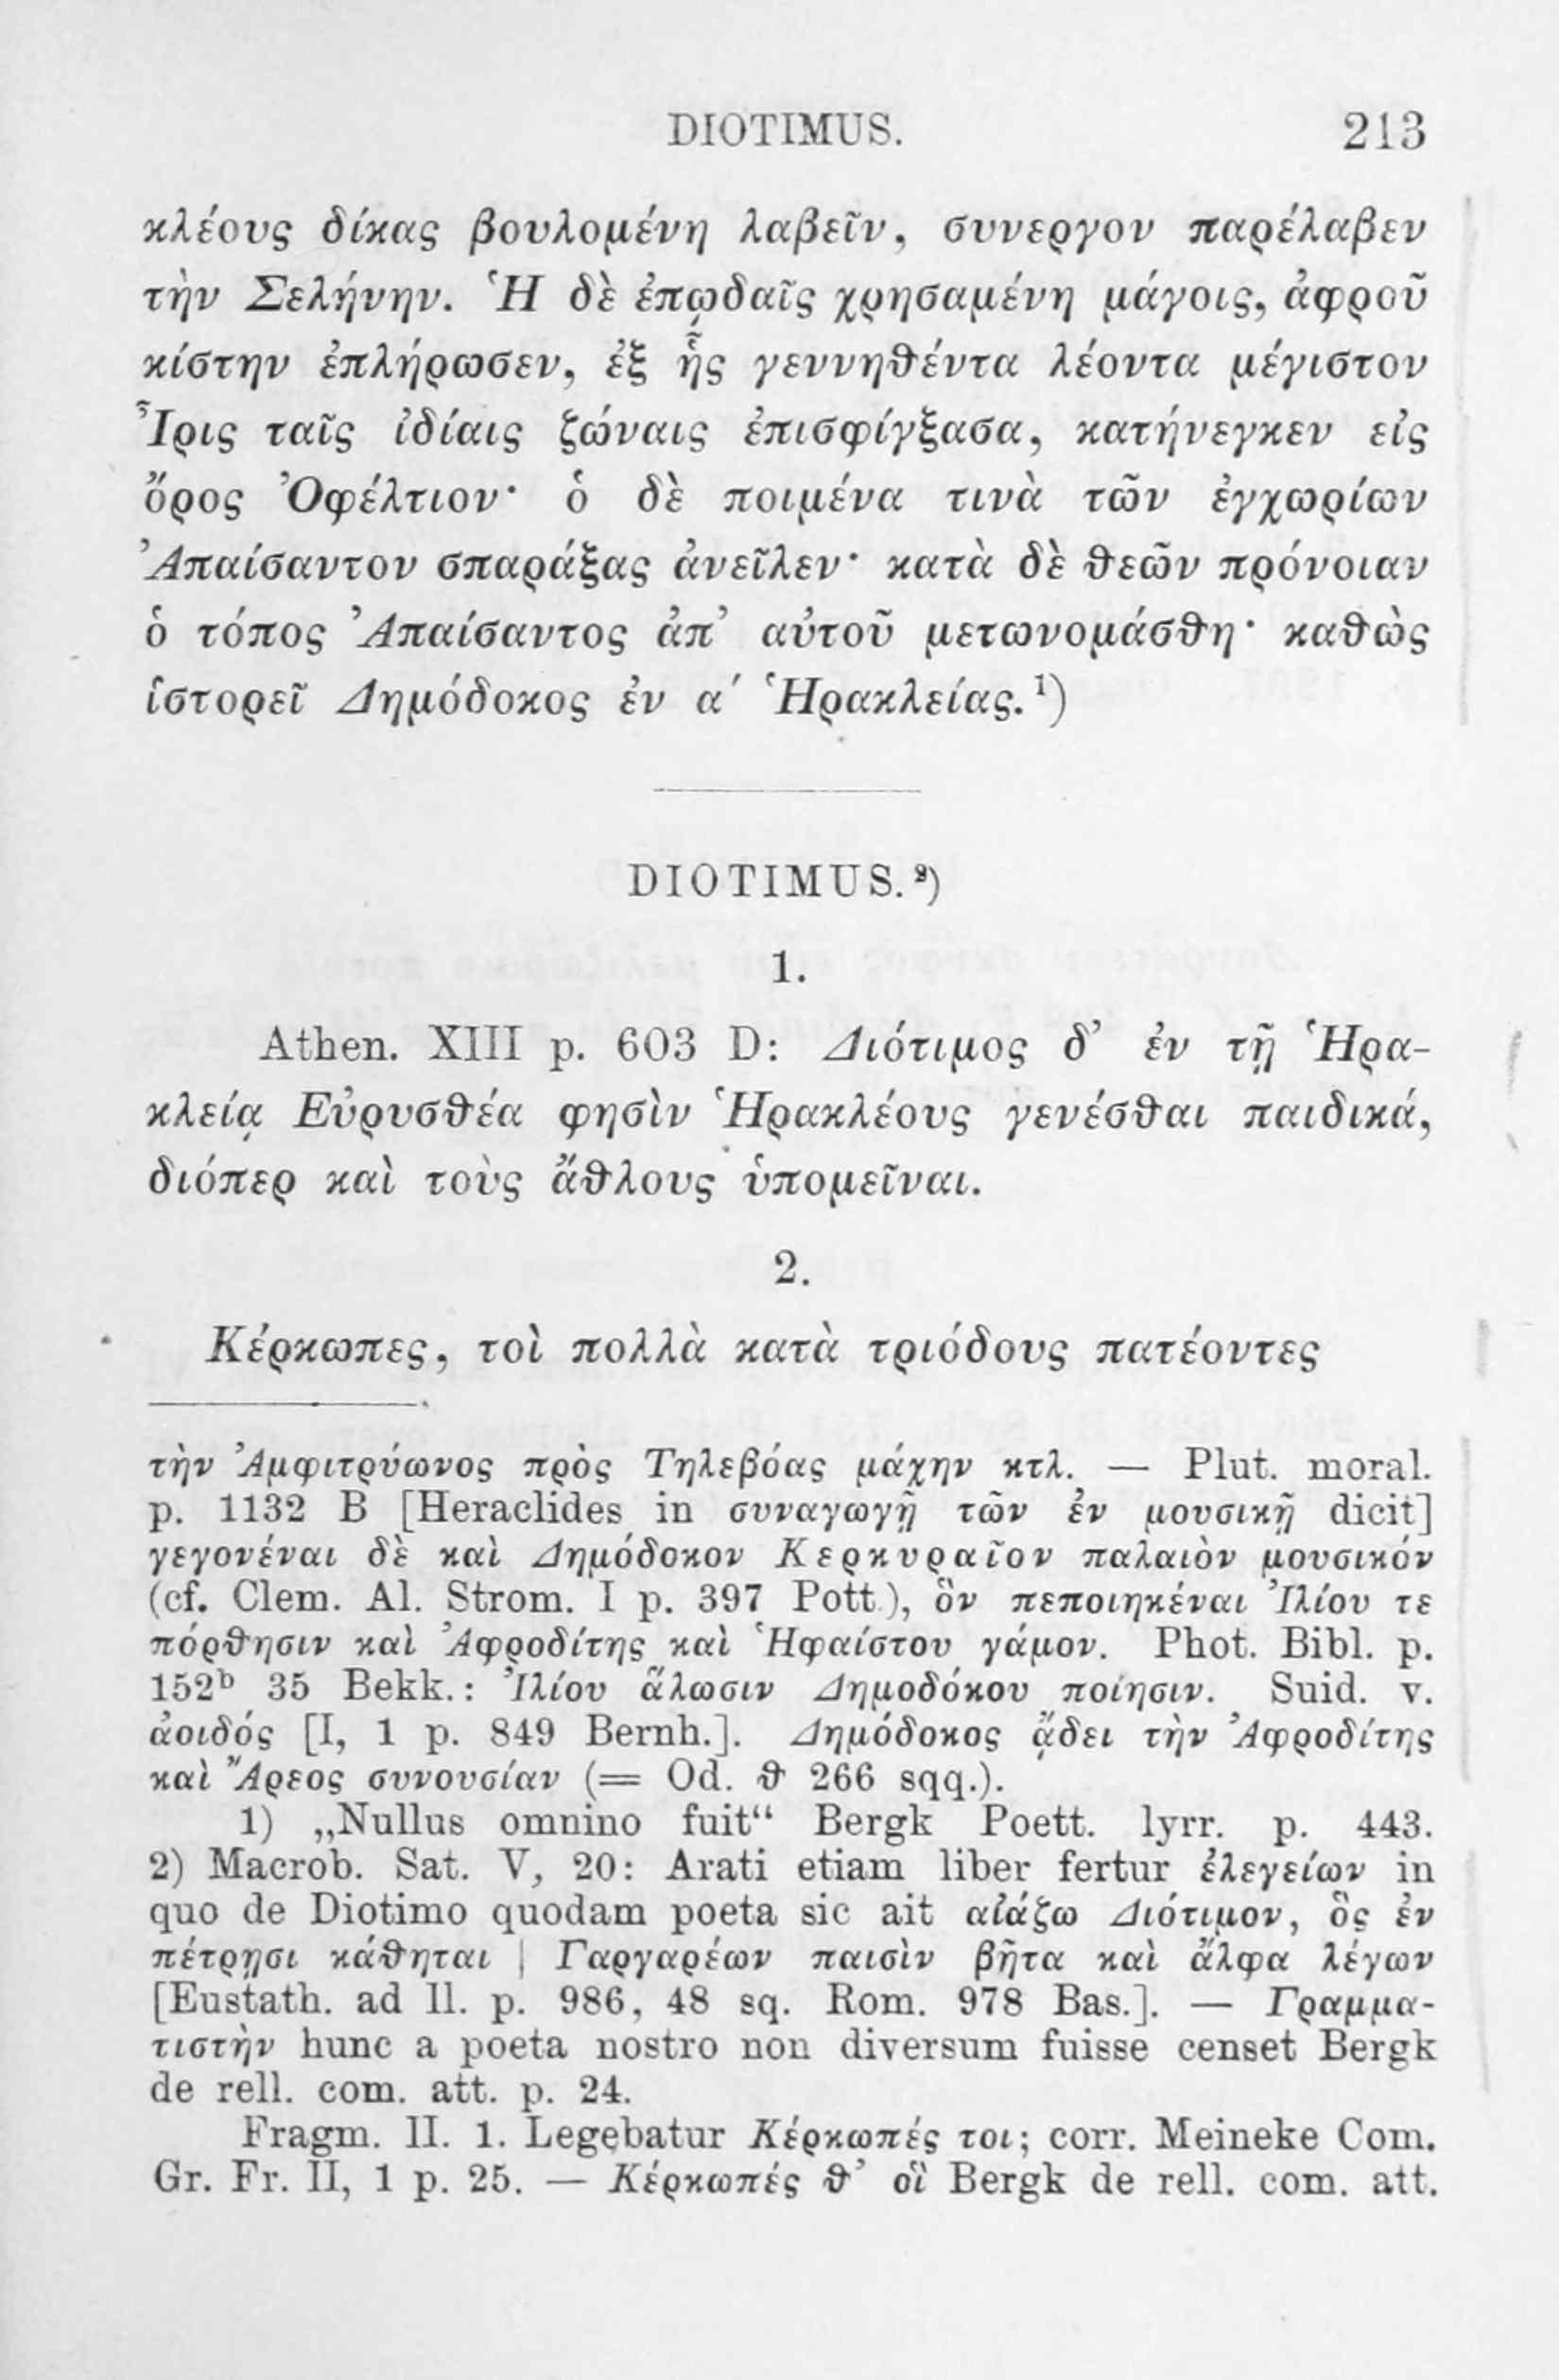 DIOTIMUS. 213
κλέους δίκας βουλομένη λαβεῖν, συνεργον παρέλαβεν
τὴν Σελήνην. Ἡ δὲ ἐπῳδαῖς χρησαμένη μάγοις, ἀφροῦ
κίστην ἐπλήρωσεν, ἐξ ἧς γεννηθέντα λέοντα μέγιστον
Ἶρις ταῖς ἰδίαις ζώναις ἐπισφίγξασα, κατήνεγκεν εἰς
ὄρος Ὀφέλτιον· ὁ δὲ ποιμένα τινὰ τῶν ἐγχωρίων
Ἀπαίσαντον σπαράξας ἀνεῖλεν· κατὰ δὲ θεῶν πρόνοιαν
ὁ τόπος Ἀπαίσαντος ἀπ’ αὐτοῦ μετωνομάσθη· καθὼς
ἱστορεῖ Δημόδοκος ἐν α′ Ἡρακλείας.¹)
DIOTIMUS.²)
1.
Athen. XIII p. 603 D: Διότιμος δ’ ἐν τῇ Ἡρα-
κλείᾳ Εὐρυσθέα φησὶν Ἡρακλέους γενέσθαι παιδικά,
διόπερ καὶ τοὺς ἄθλους ὑπομεῖναι.
2.
Κέρκωπες, τοὶ πολλὰ κατὰ τριόδους πατέοντες
τὴν Ἀμφιτρύωνος πρὸς Τηλεβόας μάχην κτλ. — Plut. moral.
p. 1132 B [Heraclides in συναγωγῇ τῶν ἐν μουσικῇ dicit]
γεγονέναι δὲ καὶ Δημόδοκον Κερκυραῖον παλαιὸν μουσικόν
(cf. Clem. Al. Strom. I p. 397 Pott.), ὃν πεποιηκέναι Ἰλίου τε
πόρθησιν καὶ Ἀφροδίτης καὶ Ἡφαίστου γάμον. Phot. Bibl. p.
152ᵇ 35 Bekk.: Ἰλίου ἅλωσιν Δημοδόκου ποίησιν. Suid. v.
ἀοιδός [I, 1 p. 849 Bernh.]. Δημόδοκος ᾄδει τὴν Ἀφροδίτης
καὶ Ἄρεος συνουσίαν (= Od. θ 266 sqq.).
1) „Nullus omnino fuit“ Bergk Poett. lyrr. p. 443.
2) Macrob. Sat. V, 20: Arati etiam liber fertur ἐλεγείων in
quo de Diotimo quodam poeta sic ait αἰάζω Διότιμον, ὃς ἐν
πέτρῃσι κάθηται | Γαργαρέων παισὶν βῆτα καὶ ἄλφα λέγων
[Eustath. ad Il. p. 986, 48 sq. Rom. 978 Bas.]. — Γραμμα-
τιστὴν hunc a poeta nostro non diversum fuisse censet Bergk
de rell. com. att. p. 24.
Fragm. II. 1. Legebatur Κέρκωπές τοι; corr. Meineke Com.
Gr. Fr. II, 1 p. 25. — Κέρκωπές θ’ οἳ Bergk de rell. com. att.